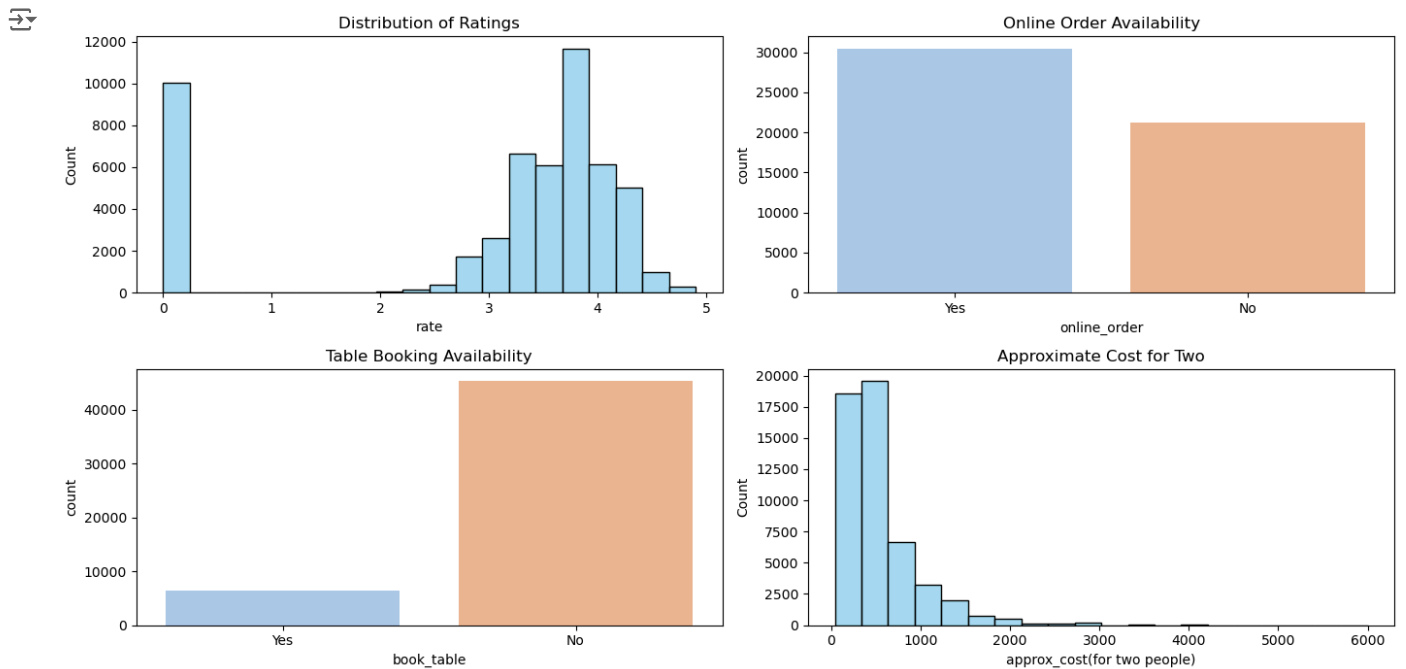 Distribution of Ratings
12000
10000
8000
6000
4000
2000
0
Count
0 1 2 3 4 5
rate
Online Order Availability
30000
25000
20000
15000
10000
5000
0
count
Yes No
online_order
Table Booking Availability
40000
30000
20000
10000
0
count
Yes No
book_table
Approximate Cost for Two
20000
17500
15000
12500
10000
7500
5000
2500
0
Count
0 1000 2000 3000 4000 5000 6000
approx_cost(for two people)